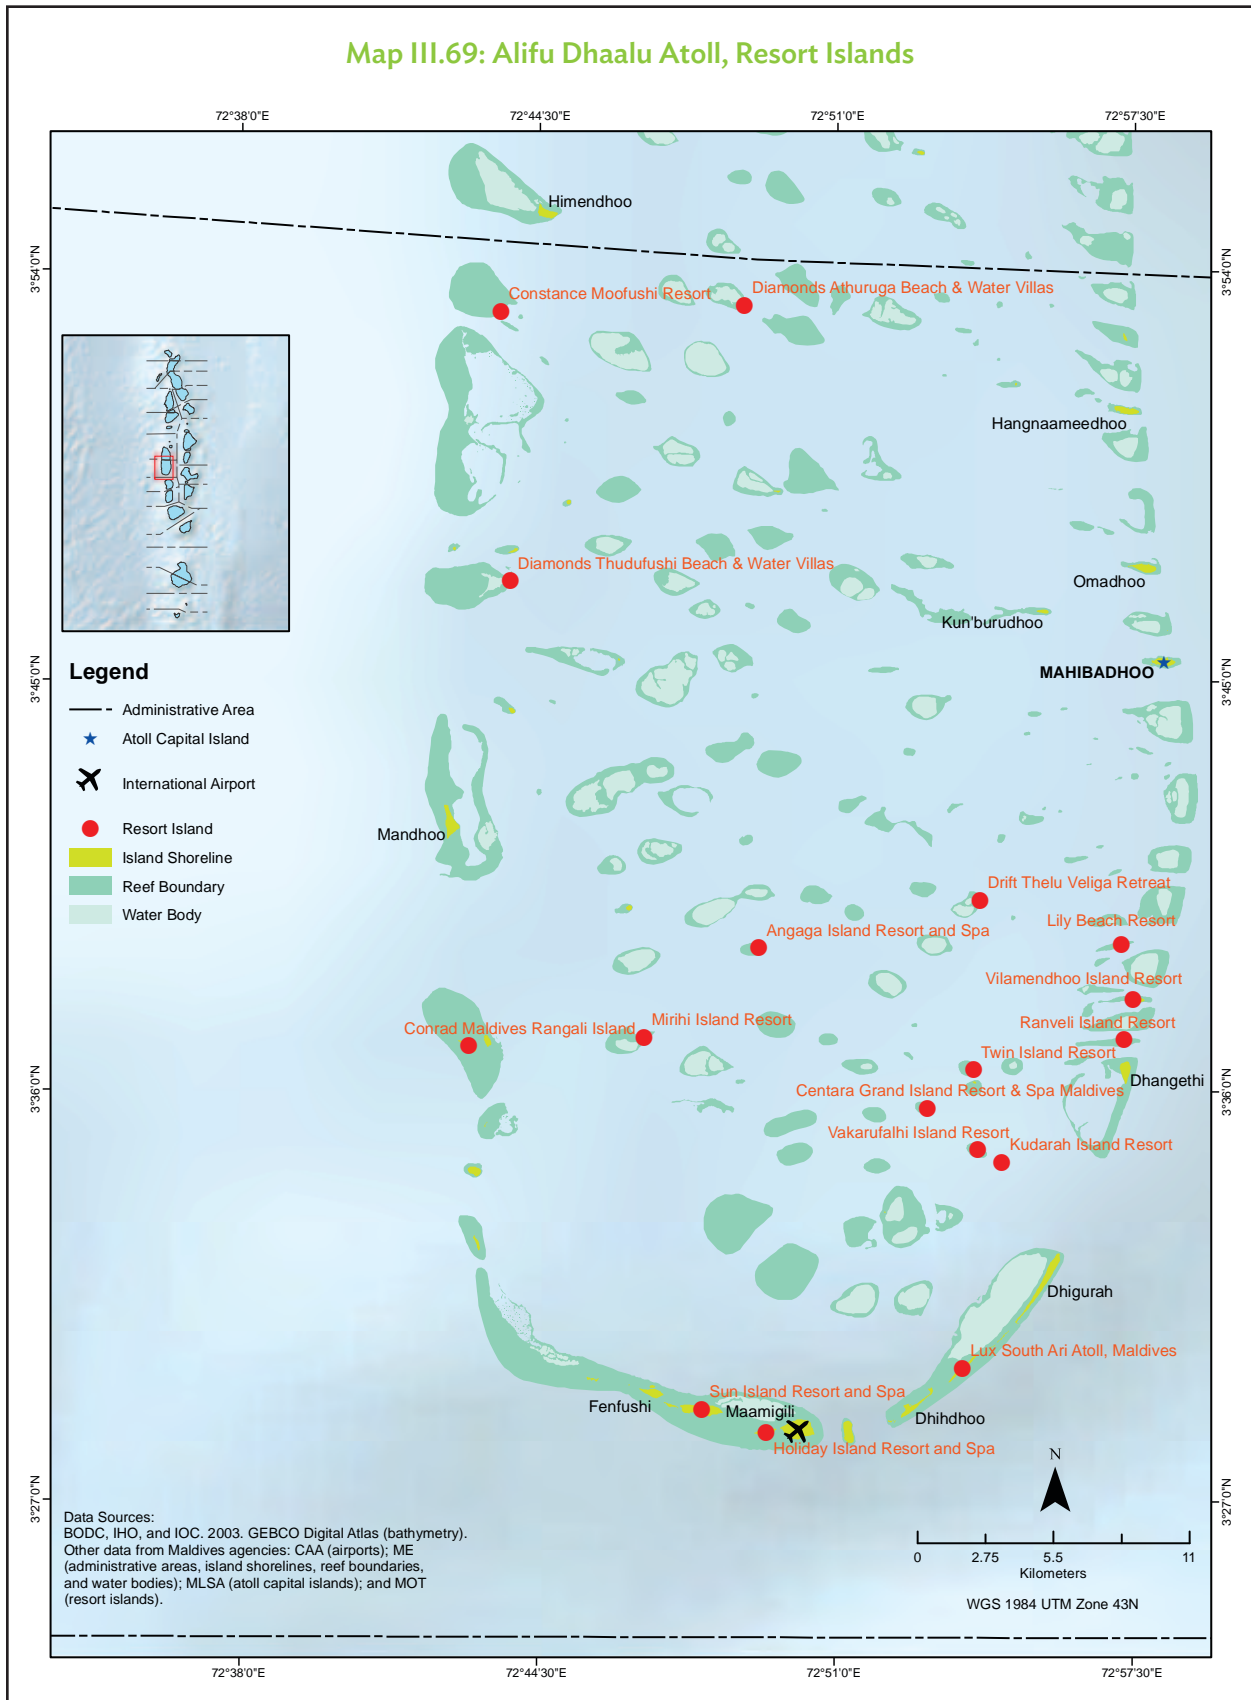 Map III.69: Alifu Dhaalu Atoll, Resort Islands
72°38'0"E
72°44'30"E
72°51'0"E
72°57'30"E
Himendhoo
3°54'0"N
3°54'0"N
Constance Moofushi Resort
Diamonds Athuruga Beach & Water Villas
Hangnaameedhoo
Diamonds Thudufushi Beach & Water Villas
Omadhoo
Kun'burudhoo
MAHIBADHOO
3°45'0"N
3°45'0"N
Legend
Administrative Area
Atoll Capital Island
International Airport
Resort Island
Island Shoreline
Reef Boundary
Water Body
Mandhoo
Drift Thelu Veliga Retreat
Lily Beach Resort
Angaga Island Resort and Spa
Vilamendhoo Island Resort
Conrad Maldives Rangali Island
Mirihi Island Resort
Ranveli Island Resort
Twin Island Resort
Dhangethi
Centara Grand Island Resort & Spa Maldives
3°36'0"N
3°36'0"N
Vakarufalhi Island Resort
Kudarah Island Resort
Dhigurah
Lux South Ari Atoll, Maldives
Sun Island Resort and Spa
Fenfushi
Maamigili
Dhihdhoo
Holiday Island Resort and Spa
N
3°27'0"N
3°27'0"N
Data Sources:
BODC, IHO, and IOC. 2003. GEBCO Digital Atlas (bathymetry).
Other data from Maldives agencies: CAA (airports); ME
(administrative areas, island shorelines, reef boundaries,
and water bodies); MLSA (atoll capital islands); and MOT
(resort islands).
0 2.75 5.5 11
Kilometers
WGS 1984 UTM Zone 43N
72°38'0"E
72°44'30"E
72°51'0"E
72°57'30"E